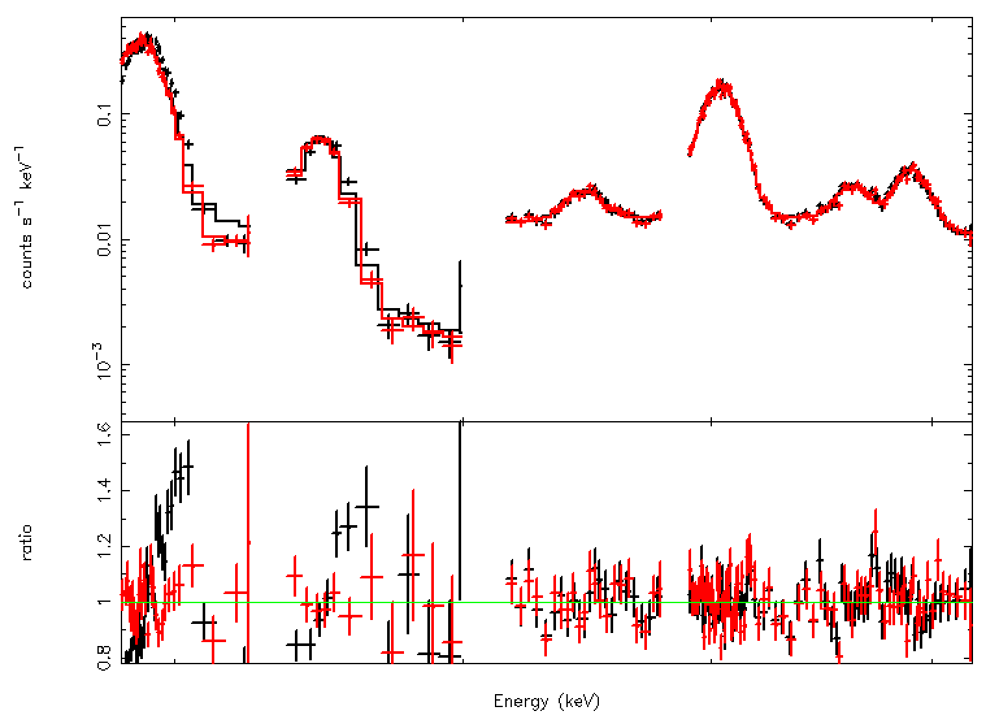 counts s⁻¹ keV⁻¹
0.1
0.01
10⁻³
ratio
1.6
1.4
1.2
1
0.8
Energy (keV)